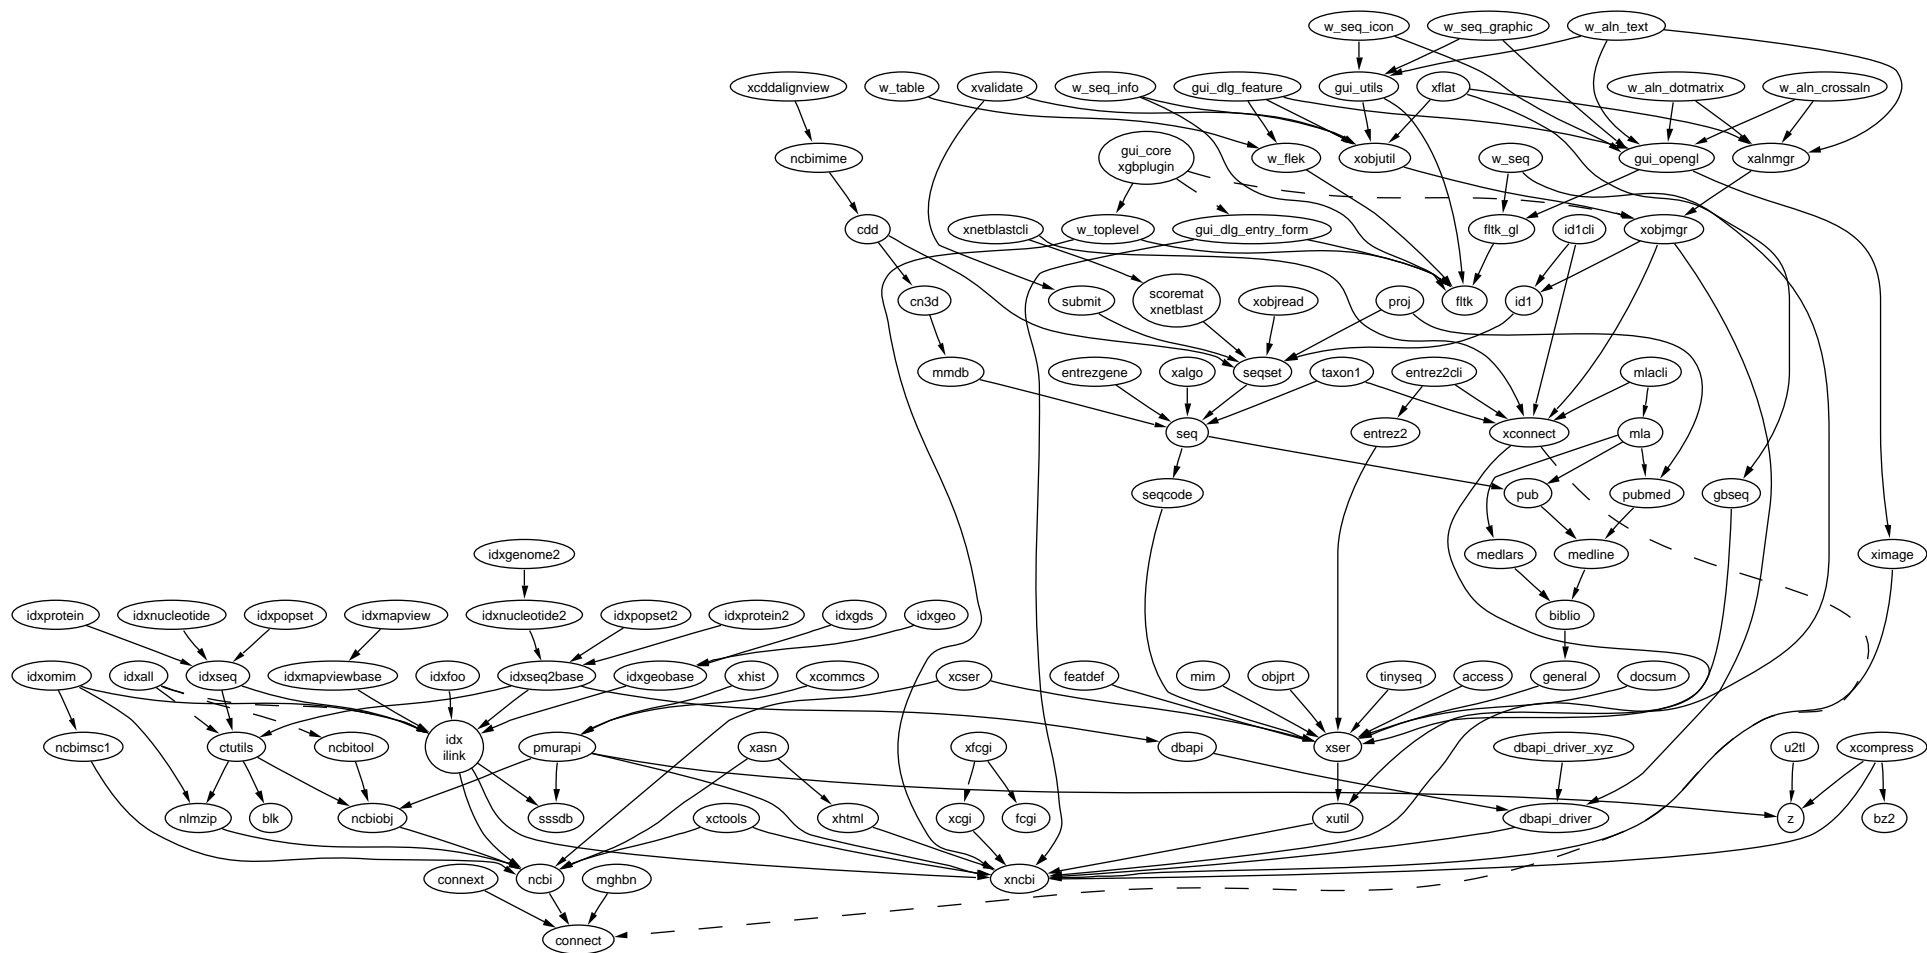 w_seq_icon
w_seq_graphic
w_aln_text
xcddalignview
w_table
xvalidate
w_seq_info
gui_dlg_feature
gui_utils
xflat
w_aln_dotmatrix
w_aln_crossaln
ncbimime
gui_core
xgbplugin
w_flek
xobjutil
w_seq
gui_opengl
xalnmgr
cdd
xnetblastcli
w_toplevel
gui_dlg_entry_form
fltk_gl
id1cli
xobjmgr
cn3d
submit
scoremat
xnetblast
xobjread
proj
fltk
id1
mmdb
entrezgene
xalgo
seqset
taxon1
entrez2cli
mlacli
seq
entrez2
xconnect
mla
seqcode
pub
pubmed
gbseq
idxgenome2
medlars
medline
ximage
idxprotein
idxnucleotide
idxpopset
idxmapview
idxnucleotide2
idxpopset2
idxprotein2
idxgds
idxgeo
biblio
idxomim
idxall
idxseq
idxmapviewbase
idxfoo
idxseq2base
idxgeobase
xhist
xcommcs
xcser
featdef
mim
objprt
tinyseq
access
general
docsum
ncbimsc1
ctutils
ncbitool
idx
ilink
pmurapi
xasn
xfcgi
dbapi
xser
dbapi_driver_xyz
u2tl
xcompress
nlmzip
blk
ncbiobj
sssdb
xctools
xhtml
xcgi
fcgi
xutil
dbapi_driver
z
bz2
connext
ncbi
mghbn
xncbi
connect